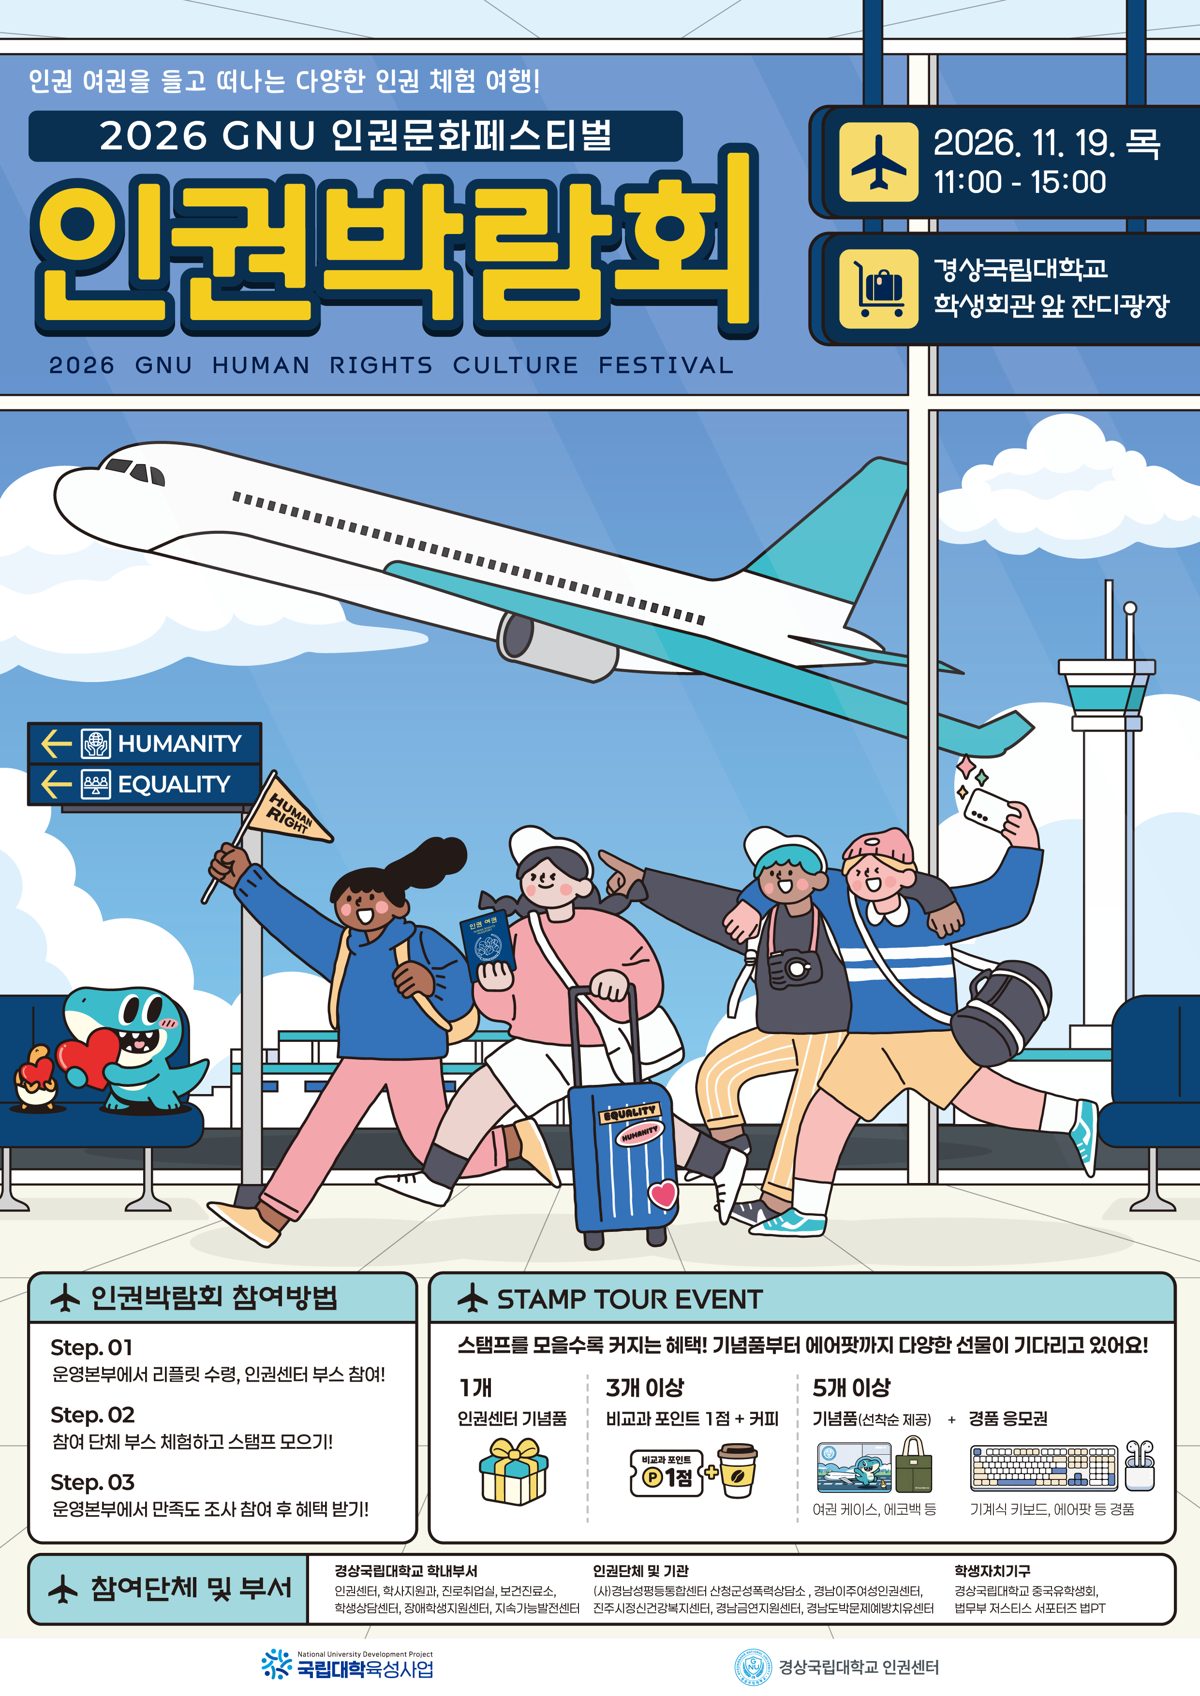 인권 여권을 들고 떠나는 다양한 인권 체험 여행!
2026 GNU 인권문화페스티벌
인권박람회
2026 GNU HUMAN RIGHTS CULTURE FESTIVAL
2026. 11. 19. 목
11:00 - 15:00
경상국립대학교
학생회관 앞 잔디광장
HUMANITY
EQUALITY
HUMAN
RIGHT
인권 여권
EQUALITY
HUMANITY
인권박람회 참여방법
Step. 01
운영본부에서 리플릿 수령, 인권센터 부스 참여!
Step. 02
참여 단체 부스 체험하고 스탬프 모으기!
Step. 03
운영본부에서 만족도 조사 참여 후 혜택 받기!
STAMP TOUR EVENT
스탬프를 모을수록 커지는 혜택! 기념품부터 에어팟까지 다양한 선물이 기다리고 있어요!
1개
인권센터 기념품
3개 이상
비교과 포인트 1점 + 커피
비교과 포인트
P 1점
+
5개 이상
기념품(선착순 제공) + 경품 응모권
여권 케이스, 에코백 등
기계식 키보드, 에어팟 등 경품
참여단체 및 부서
경상국립대학교 학내부서
인권센터, 학사지원과, 진로취업실, 보건진료소,
학생상담센터, 장애학생지원센터, 지속가능발전센터
인권단체 및 기관
(사)경남성평등통합센터 산청군성폭력상담소 , 경남이주여성인권센터,
진주시정신건강복지센터, 경남금연지원센터, 경남도박문제예방치유센터
학생자치기구
경상국립대학교 중국유학생회,
법무부 저스티스 서포터즈 법PT
National University Development Project
국립대학육성사업
GNU
경상국립대학교 인권센터